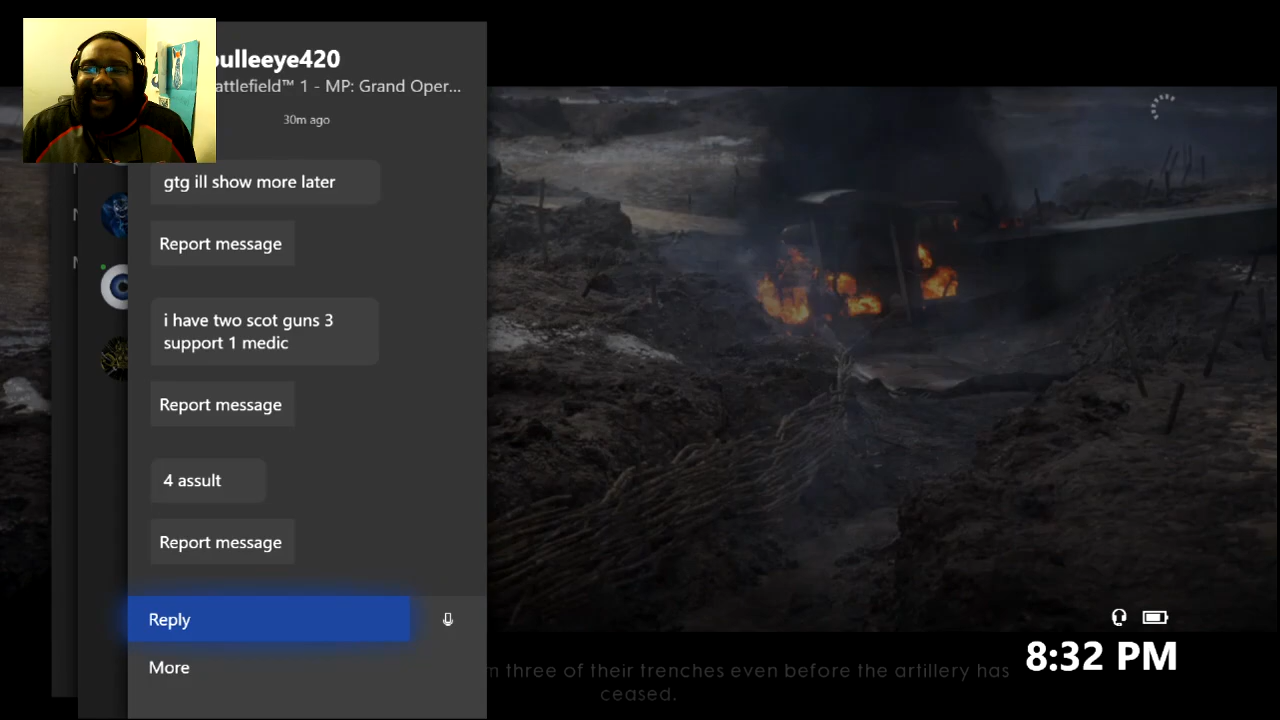 ulleeye420
attlefield™ 1 - MP: Grand Oper...
30m ago
gtg ill show more later
Report message
i have two scot guns 3
support 1 medic
Report message
4 assult
Report message
Reply
More
8:32 PM
three of their trenches even before the artillery has
ceased.